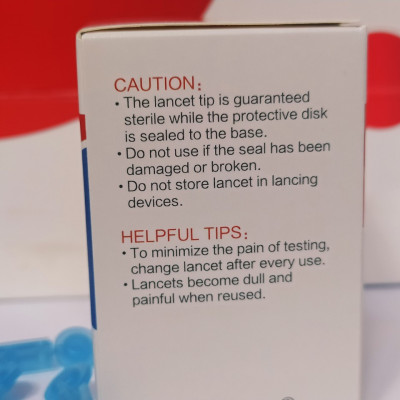 CAUTION:
• The lancet tip is guaranteed
sterile while the protective disk
is sealed to the base.
• Do not use if the seal has been
damaged or broken.
• Do not store lancet in lancing
devices.
HELPFUL TIPS:
• To minimize the pain of testing,
change lancet after every use.
• Lancets become dull and
painful when reused.